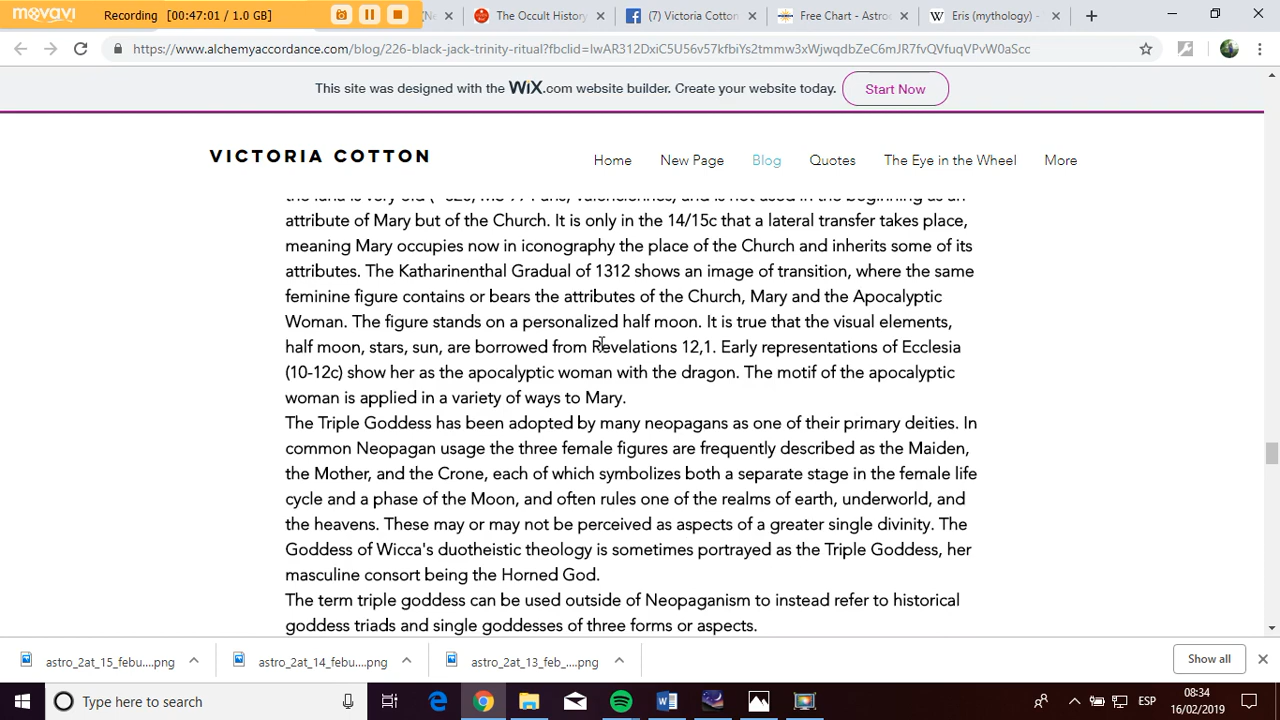 movavi
Recording [00:47:01 / 1.0 GB]
The Occult History
(7) Victoria Cotton
Free Chart - Astro
Eris (mythology) -
https://www.alchemyaccordance.com/blog/226-black-jack-trinity-ritual?fbclid=IwAR312DxiC5U56v57kfbiYs2tmmw3xWjwqdbZeC6mJR7fvQVfuqVPvW0aScc
This site was designed with the WiX.com website builder. Create your website today. Start Now
VICTORIA COTTON
Home New Page Blog Quotes The Eye in the Wheel More
and is not used in the beginning as an
attribute of Mary but of the Church. It is only in the 14/15c that a lateral transfer takes place,
meaning Mary occupies now in iconography the place of the Church and inherits some of its
attributes. The Katharinenthal Gradual of 1312 shows an image of transition, where the same
feminine figure contains or bears the attributes of the Church, Mary and the Apocalyptic
Woman. The figure stands on a personalized half moon. It is true that the visual elements,
half moon, stars, sun, are borrowed from Revelations 12,1. Early representations of Ecclesia
(10-12c) show her as the apocalyptic woman with the dragon. The motif of the apocalyptic
woman is applied in a variety of ways to Mary.
The Triple Goddess has been adopted by many neopagans as one of their primary deities. In
common Neopagan usage the three female figures are frequently described as the Maiden,
the Mother, and the Crone, each of which symbolizes both a separate stage in the female life
cycle and a phase of the Moon, and often rules one of the realms of earth, underworld, and
the heavens. These may or may not be perceived as aspects of a greater single divinity. The
Goddess of Wicca's duotheistic theology is sometimes portrayed as the Triple Goddess, her
masculine consort being the Horned God.
The term triple goddess can be used outside of Neopaganism to instead refer to historical
goddess triads and single goddesses of three forms or aspects.
astro_2at_15_febu....png
astro_2at_14_febu....png
astro_2at_13_feb_....png
Show all
Type here to search
ESP
08:34
16/02/2019